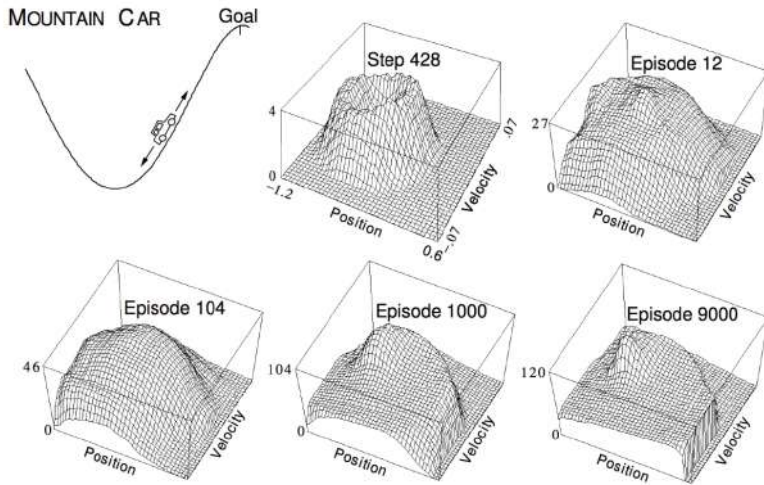 MOUNTAIN CAR
Goal
Step 428
4
0
-1.2
Position
0.6
-.07
Velocity
.07
Episode 12
27
0
Position
Velocity
Episode 104
46
0
Position
Velocity
Episode 1000
104
0
Position
Velocity
Episode 9000
120
0
Position
Velocity